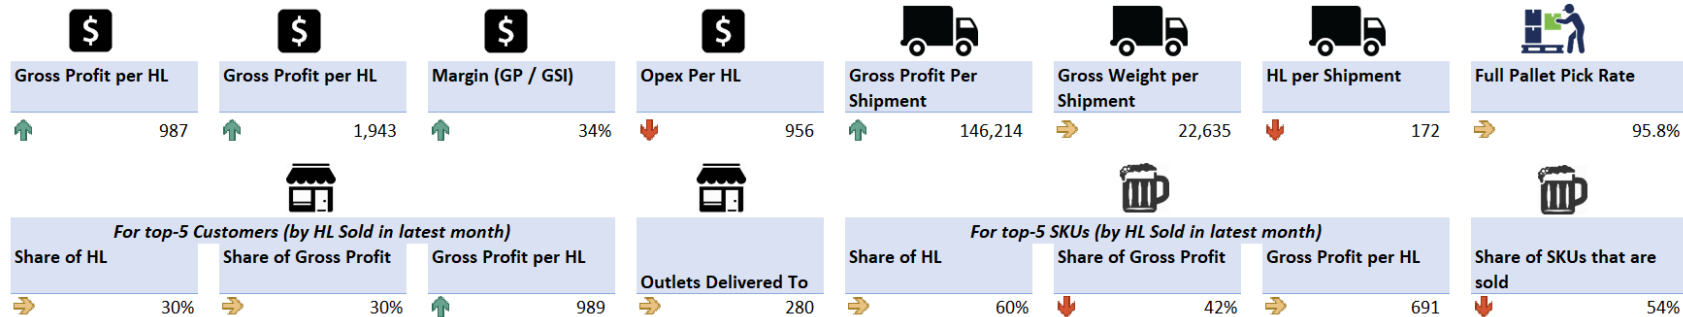 $ $ $ $
Gross Profit per HL Gross Profit per HL Margin (GP / GSI) Opex Per HL Gross Profit Per Gross Weight per HL per Shipment Full Pallet Pick Rate
Shipment Shipment
987 1,943 34% 956 146,214 22,635 172 95.8%
For top-5 Customers (by HL Sold in latest month) For top-5 SKUs (by HL Sold in latest month)
Share of HL Share of Gross Profit Gross Profit per HL Share of HL Share of Gross Profit Gross Profit per HL Share of SKUs that are
Outlets Delivered To sold
30% 30% 989 280 60% 42% 691 54%